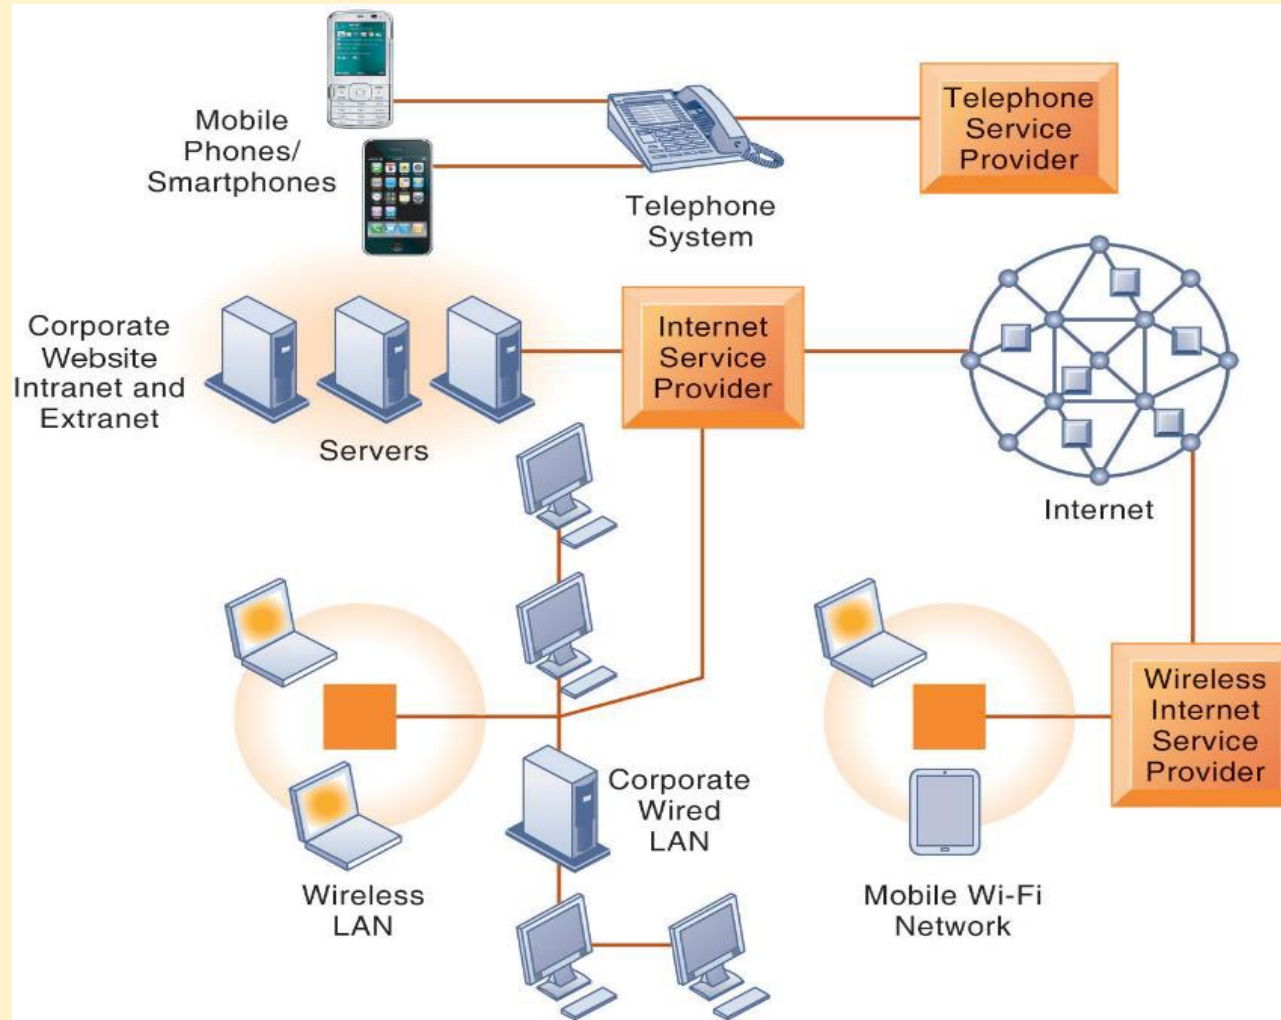 Mobile
Phones/
Smartphones
Telephone
System
Telephone
Service
Provider
Corporate
Website
Intranet and
Extranet
Servers
Internet
Service
Provider
Internet
Wireless
LAN
Corporate
Wired
LAN
Mobile Wi-Fi
Network
Wireless
Internet
Service
Provider